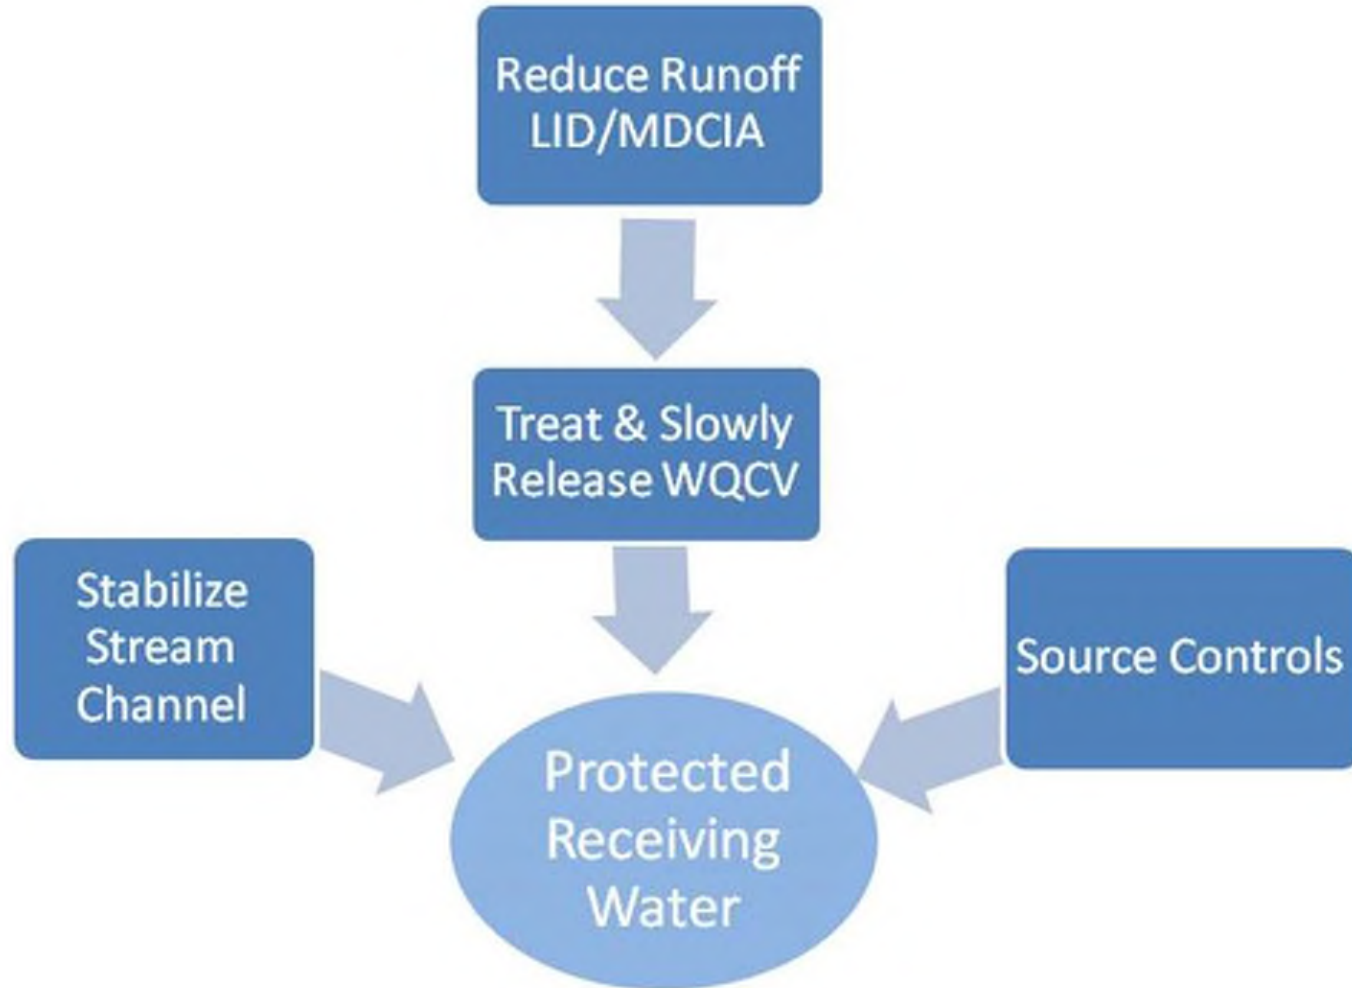 Reduce Runoff
LID/MDCIA
Treat & Slowly
Release WQCV
Stabilize
Stream
Channel
Source Controls
Protected
Receiving
Water